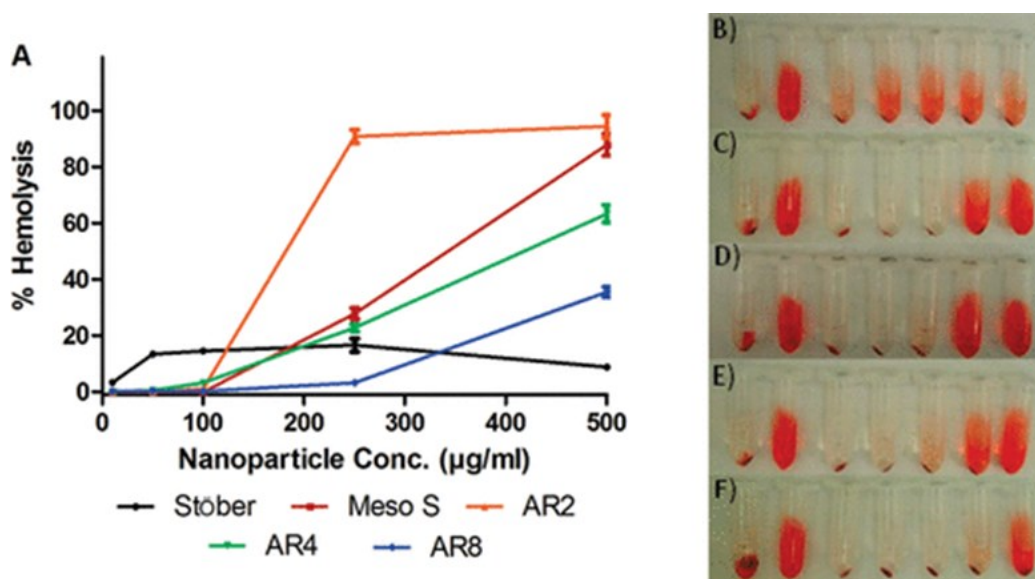 A
% Hemolysis
100
80
60
40
20
0
0 100 200 300 400 500
Nanoparticle Conc. (µg/ml)
Stöber Meso S AR2
AR4 AR8
B)
C)
D)
E)
F)